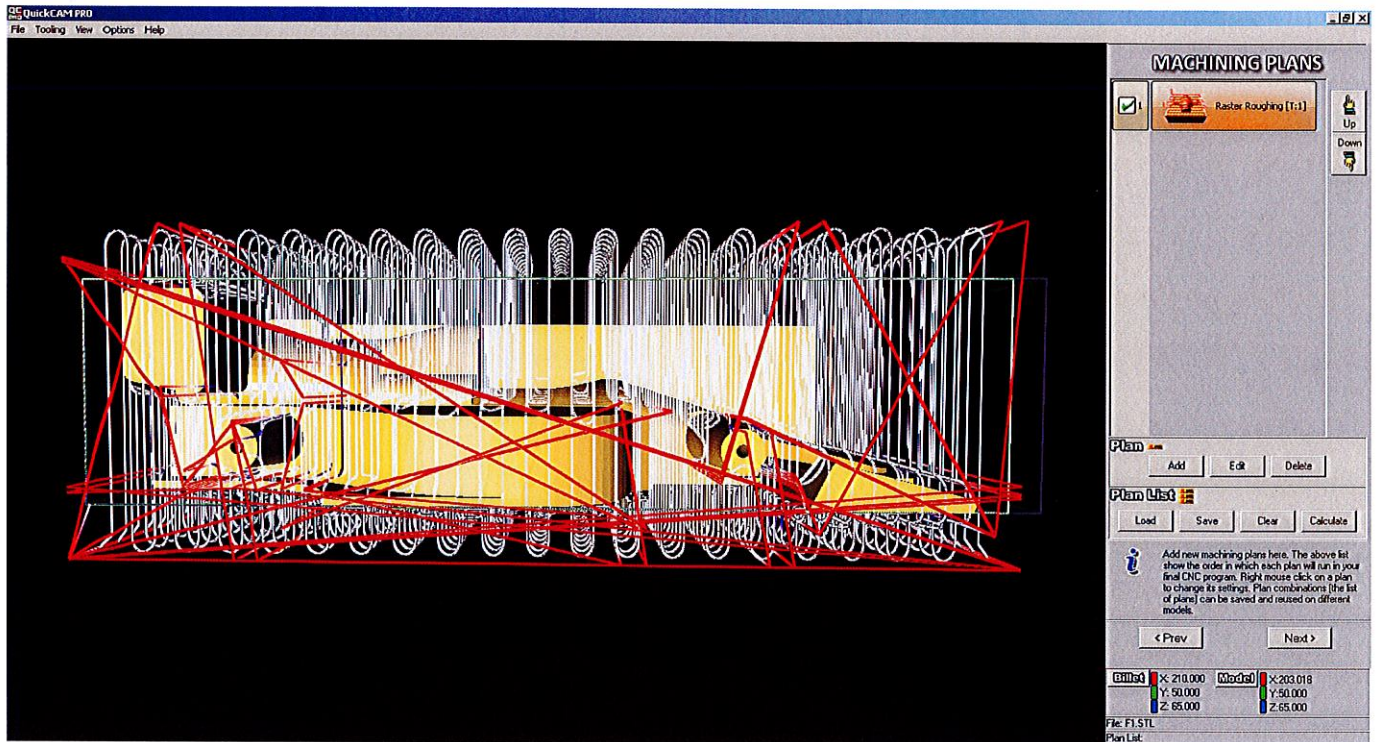 QuickCAM PRO
File Tooling View Options Help
MACHINING PLANS
1
Raster Roughing [T:1]
Up
Down
Plan
Add Edit Delete
Plan List
Load Save Clear Calculate
Add new machining plans here. The above list
show the order in which each plan will run in your
final CNC program. Right mouse click on a plan
to change its settings. Plan combinations (the list
of plans) can be saved and reused on different
models.
< Prev Next >
Billet X: 210.000 Model X:203.018
Y: 50.000 Y:50.000
Z: 65.000 Z:65.000
File: F1.STL
Plan List: